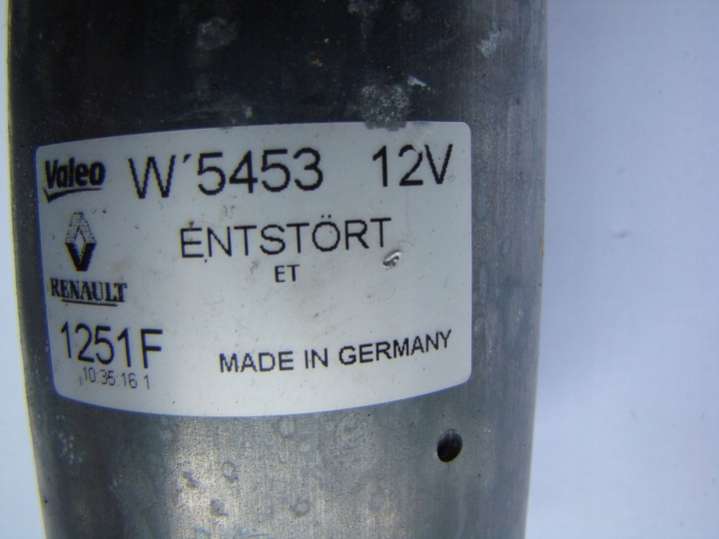 Valeo W´5453 12V
ENTSTÖRT
ET
RENAULT
1251F
10:35:16 1
MADE IN GERMANY